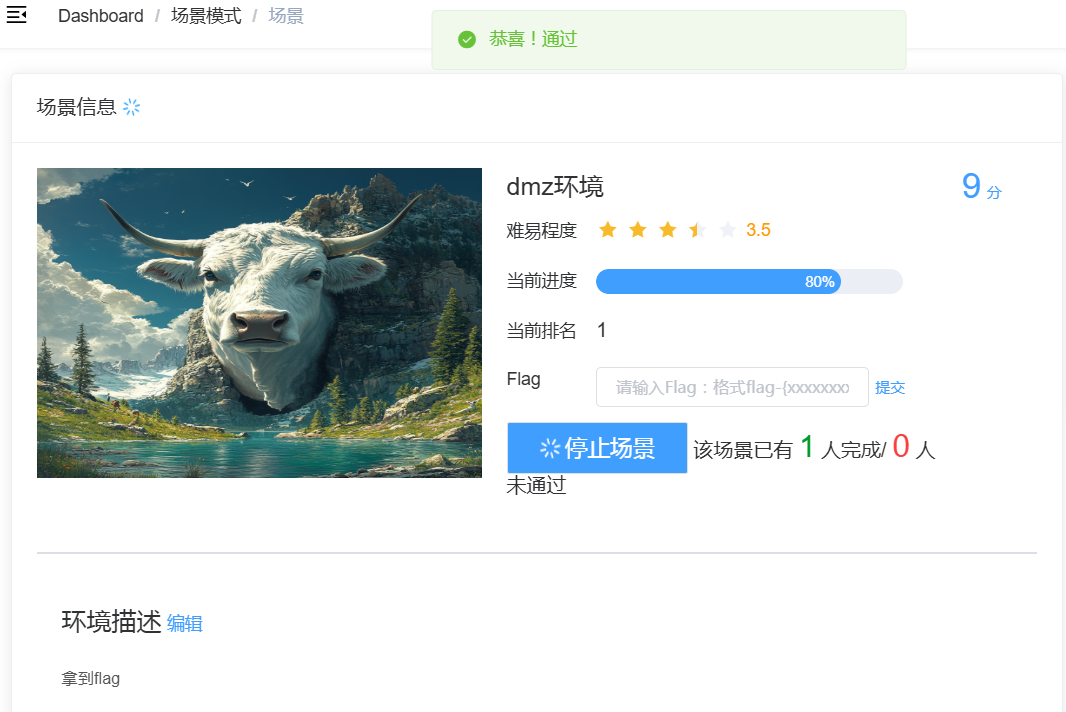 Dashboard / 场景模式 / 场景
恭喜！通过
场景信息
dmz环境
9 分
难易程度 3.5
当前进度 80%
当前排名 1
Flag 请输入Flag：格式flag-{xxxxxxxx 提交
停止场景 该场景已有 1 人完成/ 0 人
未通过
环境描述 编辑
拿到flag